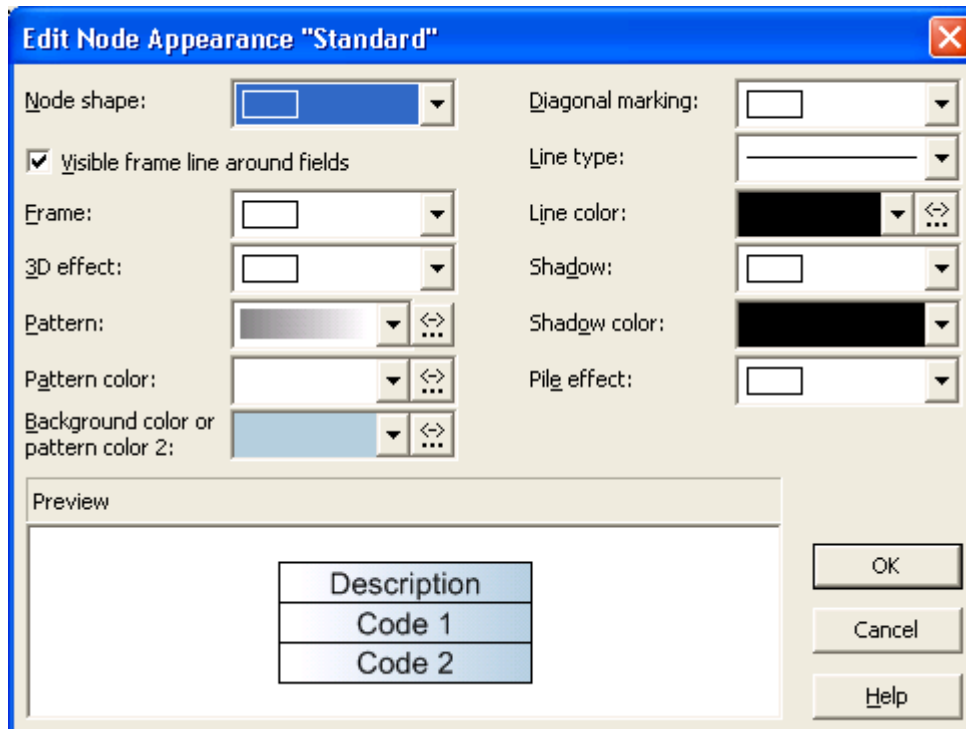 Edit Node Appearance "Standard"
Node shape:
Visible frame line around fields
Frame:
3D effect:
Pattern:
Pattern color:
Background color or
pattern color 2:
Diagonal marking:
Line type:
Line color:
Shadow:
Shadow color:
Pile effect:
Preview
Description
Code 1
Code 2
OK
Cancel
Help